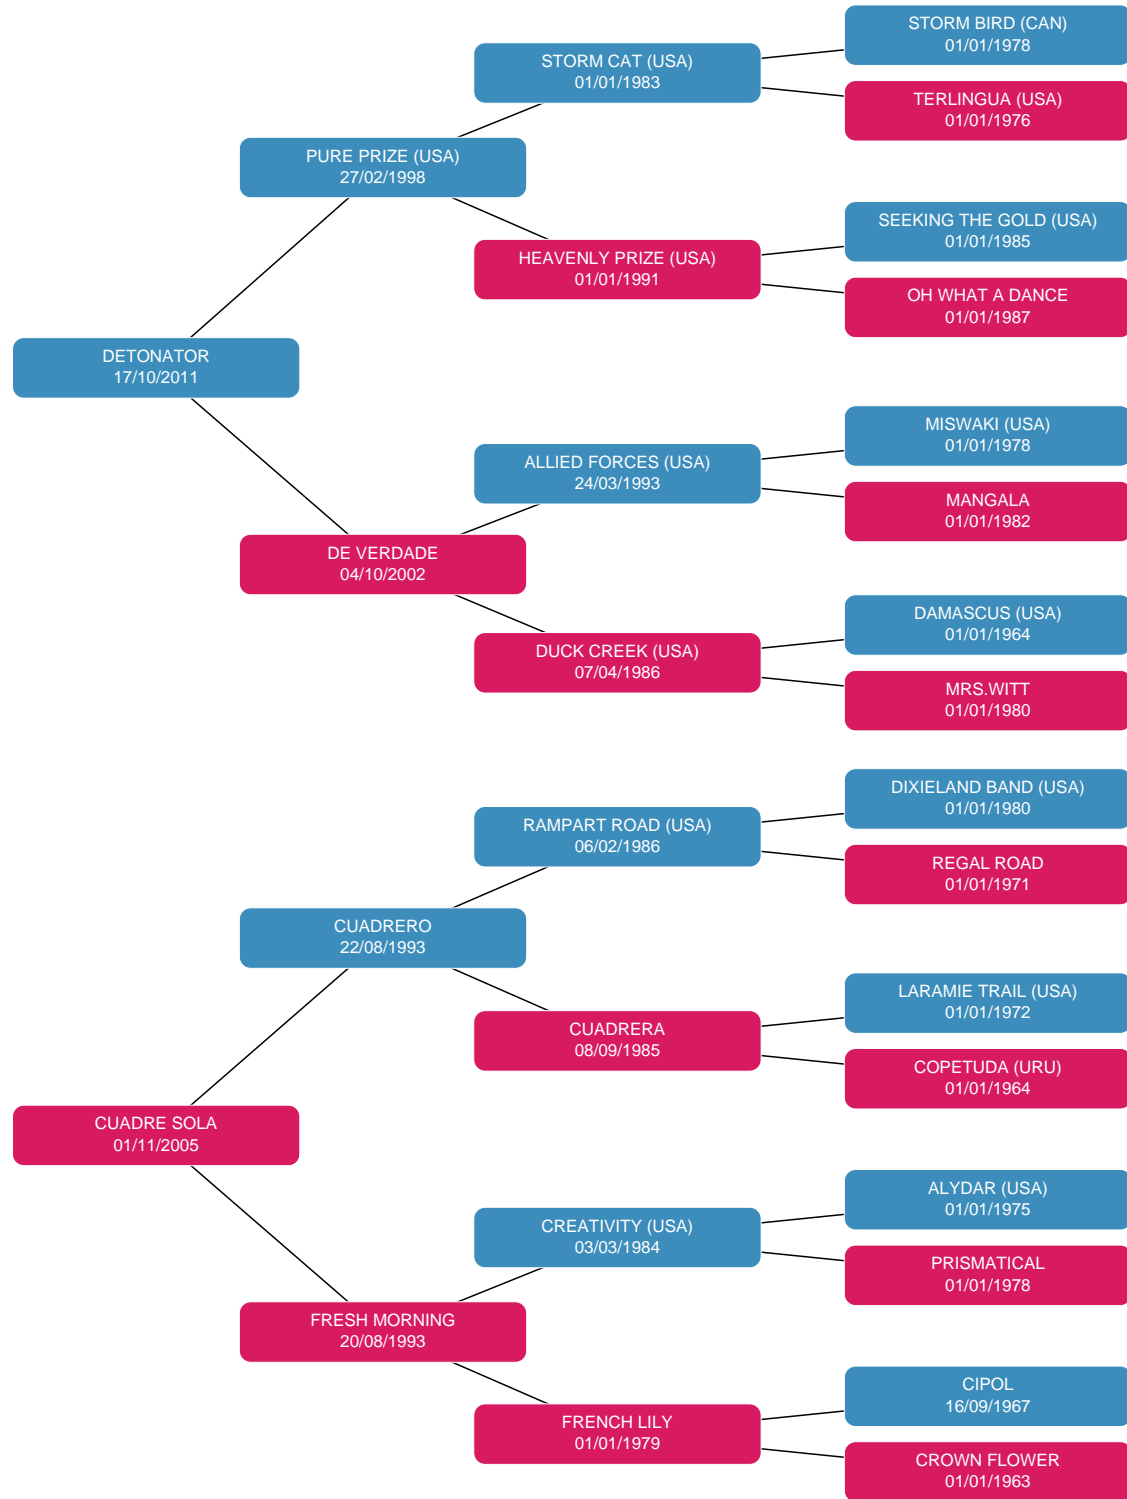 STORM BIRD (CAN)
01/01/1978
STORM CAT (USA)
01/01/1983
TERLINGUA (USA)
01/01/1976
PURE PRIZE (USA)
27/02/1998
SEEKING THE GOLD (USA)
01/01/1985
HEAVENLY PRIZE (USA)
01/01/1991
OH WHAT A DANCE
01/01/1987
DETONATOR
17/10/2011
MISWAKI (USA)
01/01/1978
ALLIED FORCES (USA)
24/03/1993
MANGALA
01/01/1982
DE VERDADE
04/10/2002
DAMASCUS (USA)
01/01/1964
DUCK CREEK (USA)
07/04/1986
MRS.WITT
01/01/1980
DIXIELAND BAND (USA)
01/01/1980
RAMPART ROAD (USA)
06/02/1986
REGAL ROAD
01/01/1971
CUADRERO
22/08/1993
LARAMIE TRAIL (USA)
01/01/1972
CUADRERA
08/09/1985
COPETUDA (URU)
01/01/1964
CUADRE SOLA
01/11/2005
ALYDAR (USA)
01/01/1975
CREATIVITY (USA)
03/03/1984
PRISMATICAL
01/01/1978
FRESH MORNING
20/08/1993
CIPOL
16/09/1967
FRENCH LILY
01/01/1979
CROWN FLOWER
01/01/1963